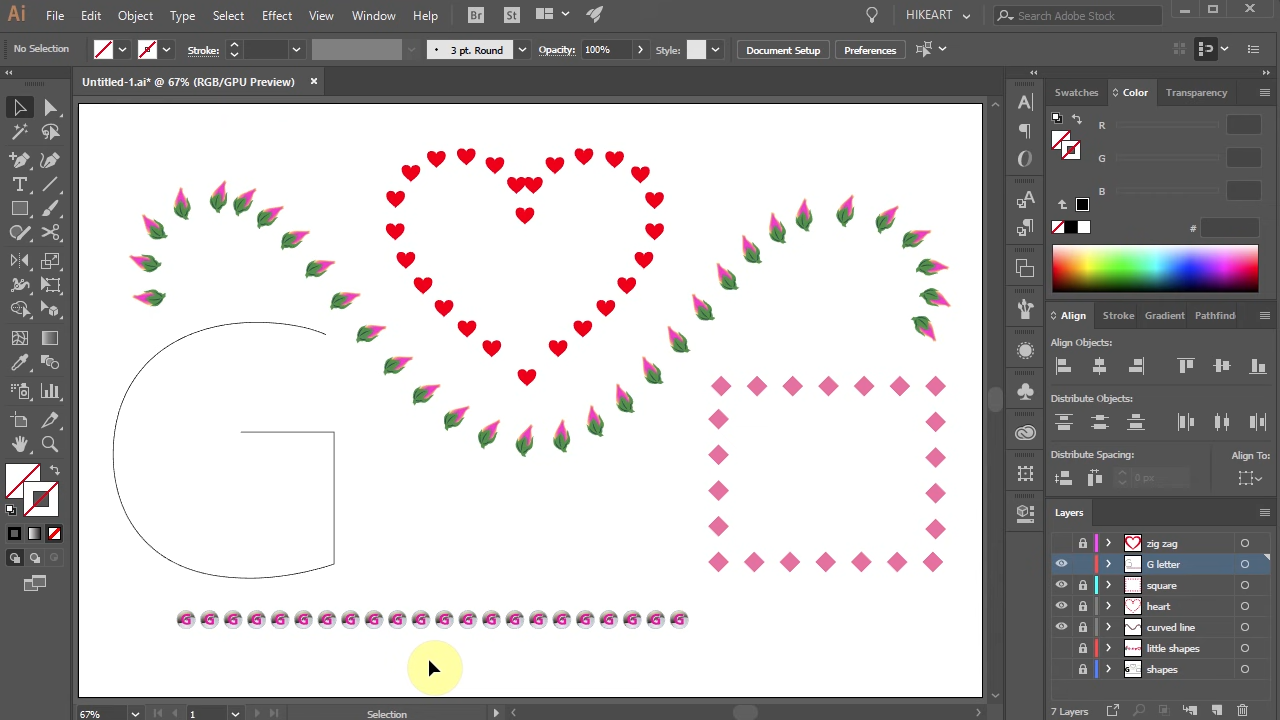 Ai File Edit Object Type Select Effect View Window Help Br St HIKEART Search Adobe Stock
No Selection Stroke: 3 pt. Round Opacity: 100% Style: Document Setup Preferences
Untitled-1.ai* @ 67% (RGB/GPU Preview)
Swatches Color Transparency
R
G
B
#
Align Stroke Gradient Pathfind
Align Objects:
Distribute Objects:
Distribute Spacing: Align To:
0 px
Layers
zig zag
G letter
square
heart
curved line
little shapes
shapes
7 Layers
G G G G G G G G G G G G G G G G G G G G G G
67% 1 Selection